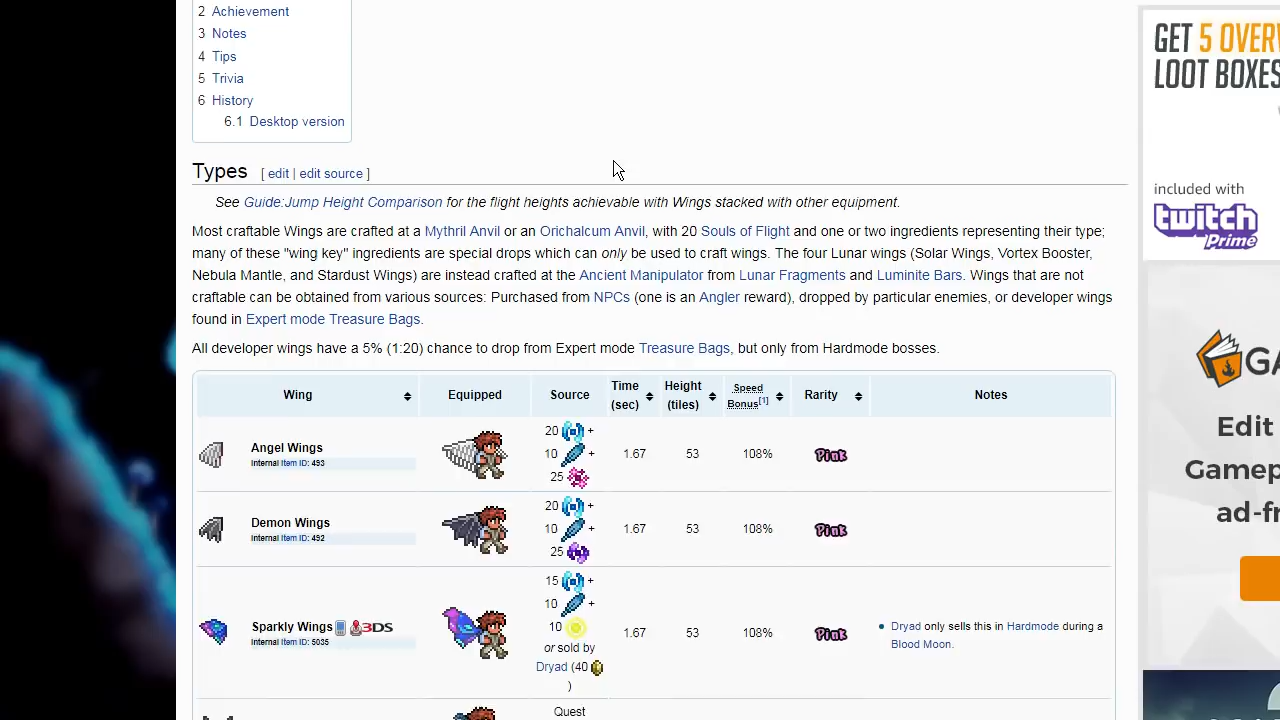 2 Achievement
3 Notes
4 Tips
5 Trivia
6 History
6.1 Desktop version
Types [ edit | edit source ]
See Guide:Jump Height Comparison for the flight heights achievable with Wings stacked with other equipment.
Most craftable Wings are crafted at a Mythril Anvil or an Orichalcum Anvil, with 20 Souls of Flight and one or two ingredients representing their type;
many of these "wing key" ingredients are special drops which can only be used to craft wings. The four Lunar wings (Solar Wings, Vortex Booster,
Nebula Mantle, and Stardust Wings) are instead crafted at the Ancient Manipulator from Lunar Fragments and Luminite Bars. Wings that are not
craftable can be obtained from various sources: Purchased from NPCs (one is an Angler reward), dropped by particular enemies, or developer wings
found in Expert mode Treasure Bags.
All developer wings have a 5% (1:20) chance to drop from Expert mode Treasure Bags, but only from Hardmode bosses.
Wing Equipped Source Time (sec) Height (tiles) Speed Bonus[1] Rarity Notes
Angel Wings
Internal Item ID: 493
20 +
10 +
25
1.67 53 108% Pink
Demon Wings
Internal Item ID: 492
20 +
10 +
25
1.67 53 108% Pink
Sparkly Wings 3DS
Internal Item ID: 5035
15 +
10 +
10
or sold by
Dryad (40
)
1.67 53 108% Pink
Dryad only sells this in Hardmode during a
Blood Moon.
Quest
GET 5 OVERW
LOOT BOXES
included with
twitch
Prime
GA
Edit
Gamep
ad-fr